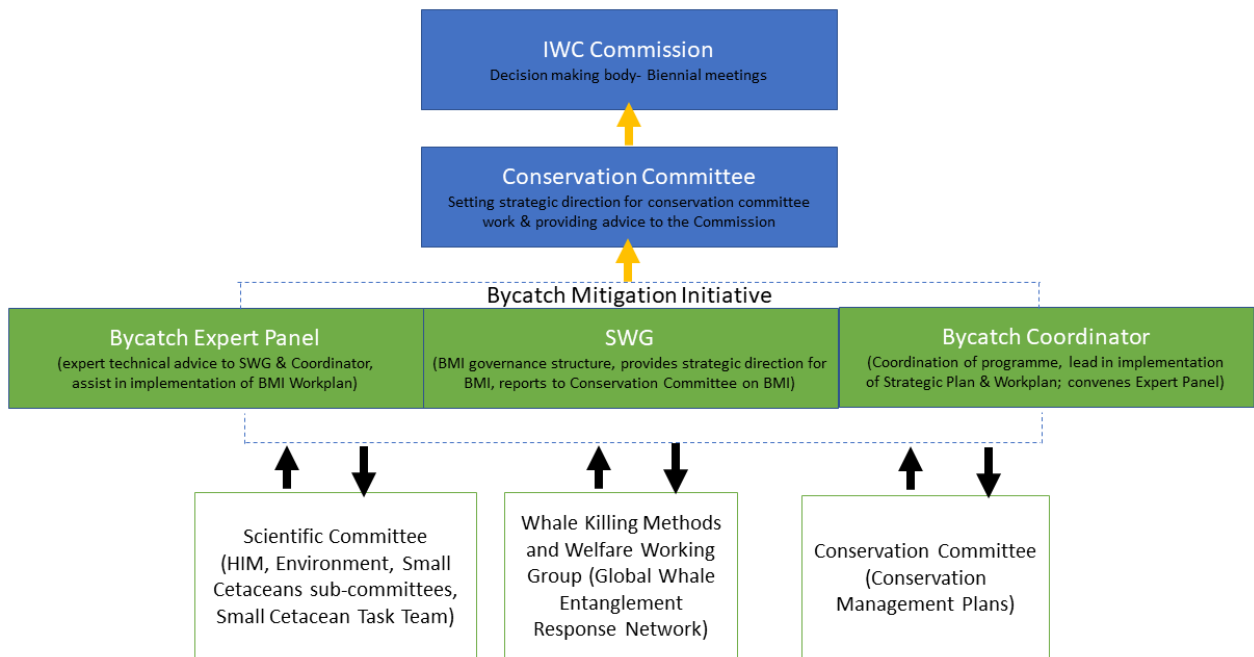 IWC Commission
Decision making body- Biennial meetings
Conservation Committee
Setting strategic direction for conservation committee
work & providing advice to the Commission
Bycatch Mitigation Initiative
Bycatch Expert Panel
(expert technical advice to SWG & Coordinator,
assist in implementation of BMI Workplan)
SWG
(BMI governance structure, provides strategic direction for
BMI, reports to Conservation Committee on BMI)
Bycatch Coordinator
(Coordination of programme, lead in implementation
of Strategic Plan & Workplan; convenes Expert Panel)
Scientific Committee
(HIM, Environment, Small
Cetaceans sub-committees,
Small Cetacean Task Team)
Whale Killing Methods
and Welfare Working
Group (Global Whale
Entanglement
Response Network)
Conservation Committee
(Conservation
Management Plans)